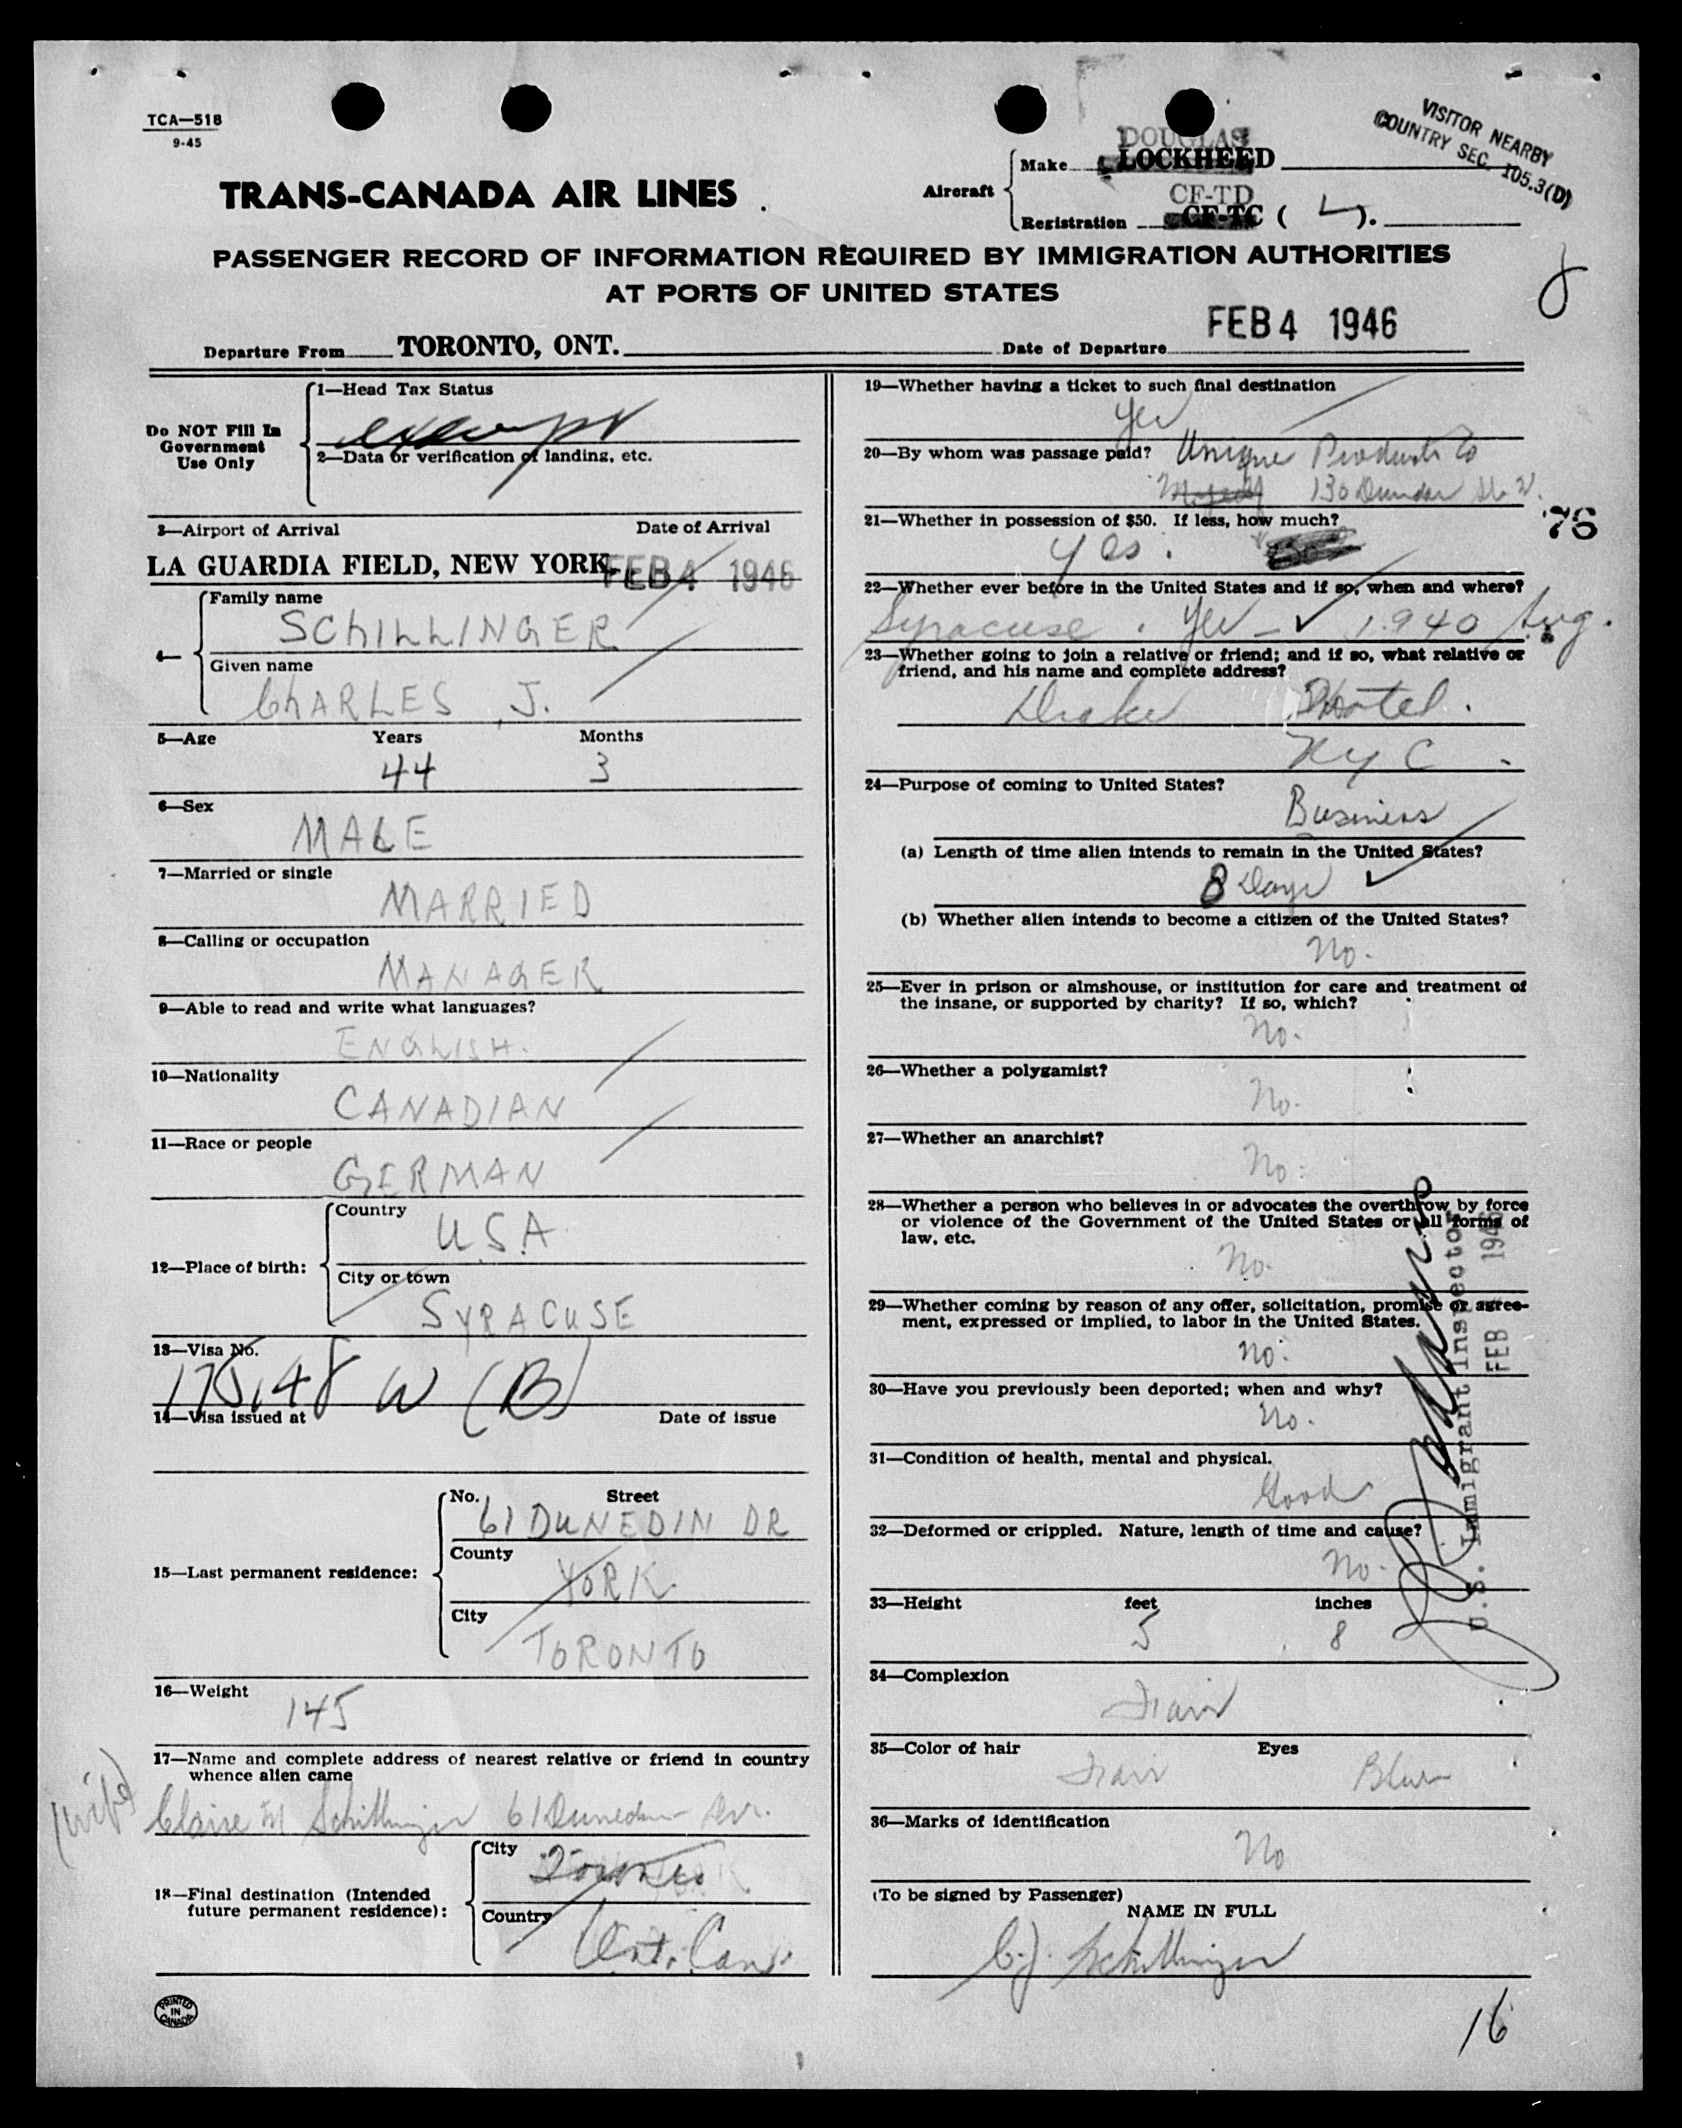 TCA—518
9-45
VISITOR NEARBY
COUNTRY SEC. 105.3(D)
TRANS-CANADA AIR LINES
Aircraft
Make DOUGLAS
LOCKHEED
CF-TD
Registration CF-TC ( L ).
PASSENGER RECORD OF INFORMATION REQUIRED BY IMMIGRATION AUTHORITIES
AT PORTS OF UNITED STATES
8
Departure From TORONTO, ONT.
Date of Departure FEB 4 1946
Do NOT Fill In
Government
Use Only
1—Head Tax Status
exempt
2—Data or verification of landing, etc.
3—Airport of Arrival Date of Arrival
LA GUARDIA FIELD, NEW YORK. FEB 4 1946
4— Family name
SCHILLINGER
Given name
CHARLES J.
5—Age Years Months
44 3
6—Sex
MALE
7—Married or single
MARRIED
8—Calling or occupation
MANAGER
9—Able to read and write what languages?
ENGLISH.
10—Nationality
CANADIAN
11—Race or people
GERMAN
12—Place of birth:
Country
U.S.A
City or town
SYRACUSE
13—Visa No.
175,148 W (B)
14—Visa issued at Date of issue
15—Last permanent residence:
No. Street
61 DUNEDIN DR
County
YORK
City
TORONTO
16—Weight
145
17—Name and complete address of nearest relative or friend in country
whence alien came
(wife)
Claire M Schillinger 61 Dunedin Dr.
18—Final destination (Intended
future permanent residence):
City
Toronto
Country
Ont. Can.
PRINTED
IN
CANADA
19—Whether having a ticket to such final destination
Yes
20—By whom was passage paid? Unique Products Co
130 Dundas St. W.
21—Whether in possession of $50. If less, how much?
Yes.
76
22—Whether ever before in the United States and if so, when and where?
Syracuse . Yes - 1940 Aug.
23—Whether going to join a relative or friend; and if so, what relative or
friend, and his name and complete address?
Drake Hotel.
NYC.
24—Purpose of coming to United States?
Business
(a) Length of time alien intends to remain in the United States?
8 Days
(b) Whether alien intends to become a citizen of the United States?
No.
25—Ever in prison or almshouse, or institution for care and treatment of
the insane, or supported by charity? If so, which?
No.
26—Whether a polygamist?
No.
27—Whether an anarchist?
No.
28—Whether a person who believes in or advocates the overthrow by force
or violence of the Government of the United States or all forms of
law, etc.
No.
29—Whether coming by reason of any offer, solicitation, promise or agree-
ment, expressed or implied, to labor in the United States.
No.
30—Have you previously been deported; when and why?
No.
31—Condition of health, mental and physical.
Good
32—Deformed or crippled. Nature, length of time and cause?
No.
33—Height feet inches
5 8
34—Complexion
Fair
35—Color of hair Eyes
Fair Blue
36—Marks of identification
No
U.S. Immigrant Inspector
FEB 1946
(To be signed by Passenger)
NAME IN FULL
C.J. Schillinger
16